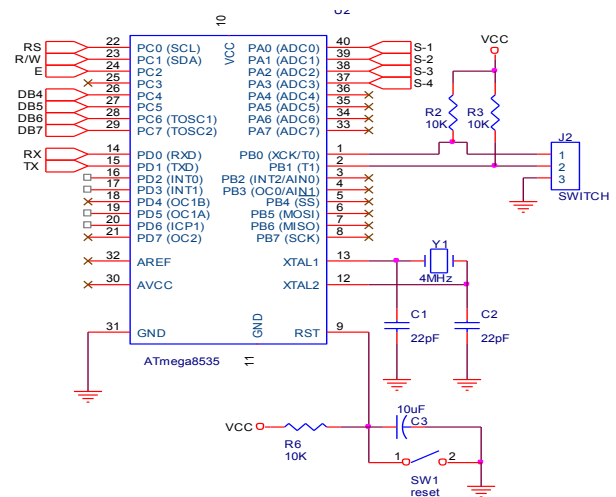 U2
10
VCC
RS 22 PC0 (SCL) PA0 (ADC0) 40 S-1
R/W 23 PC1 (SDA) PA1 (ADC1) 39 S-2
E 24 PC2 PA2 (ADC2) 38 S-3
25 PC3 PA3 (ADC3) 37 S-4
DB4 26 PC4 PA4 (ADC4) 36
DB5 27 PC5 PA5 (ADC5) 35
DB6 28 PC6 (TOSC1) PA6 (ADC6) 34
DB7 29 PC7 (TOSC2) PA7 (ADC7) 33
RX 14 PD0 (RXD) PB0 (XCK/T0) 1
TX 15 PD1 (TXD) PB1 (T1) 2
16 PD2 (INT0) PB2 (INT2/AIN0) 3
17 PD3 (INT1) PB3 (OC0/AIN1) 4
18 PD4 (OC1B) PB4 (SS) 5
19 PD5 (OC1A) PB5 (MOSI) 6
20 PD6 (ICP1) PB6 (MISO) 7
21 PD7 (OC2) PB7 (SCK) 8
32 AREF XTAL1 13
30 AVCC XTAL2 12
31 GND RST 9
GND
11
ATmega8535
VCC
R2
10K
R3
10K
J2
1
2
3
SWITCH
Y1
4MHz
C1
22pF
C2
22pF
VCC
R6
10K
10uF
C3
1 2
SW1
reset